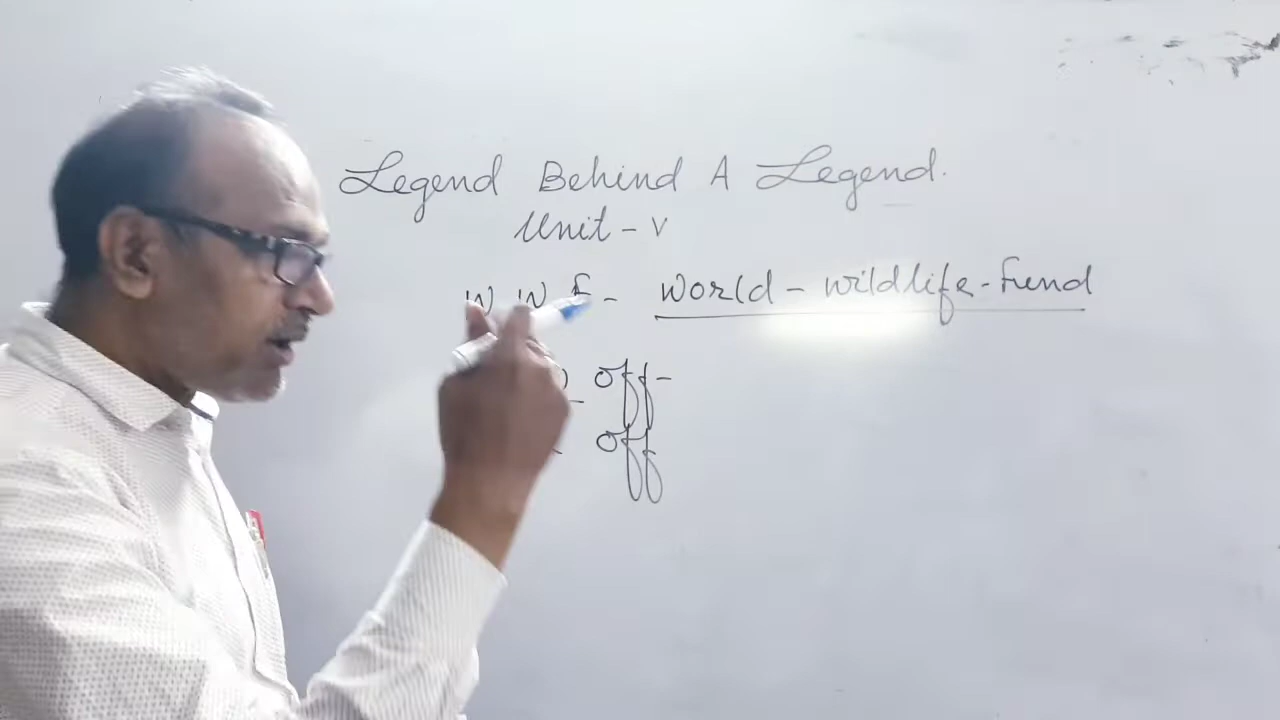 Legend Behind A Legend.
Unit - V
W W F - World - wildlife - Fund
off -
off